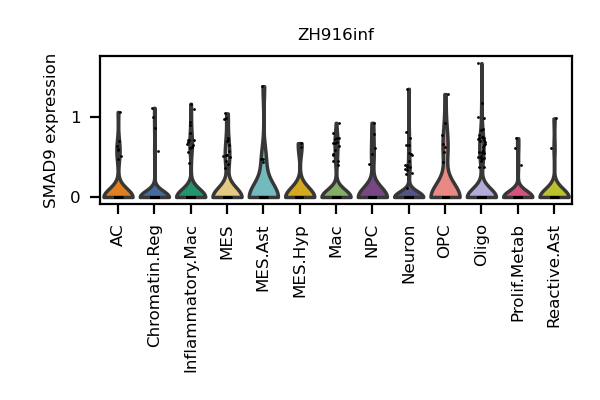 ZH916inf
SMAD9 expression
1
0
AC
Chromatin.Reg
Inflammatory.Mac
MES
MES.Ast
MES.Hyp
Mac
NPC
Neuron
OPC
Oligo
Prolif.Metab
Reactive.Ast